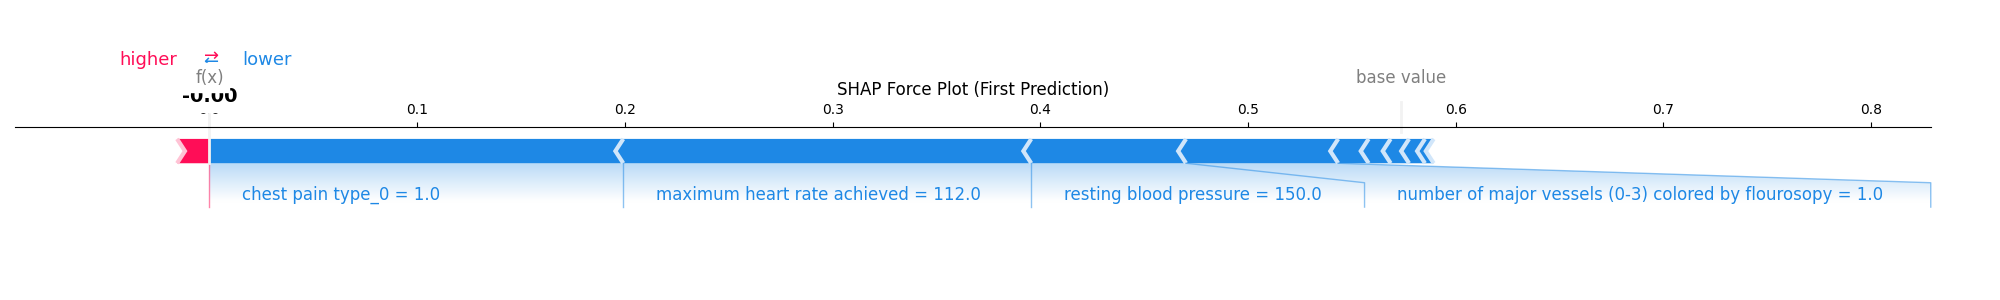 higher ⇄ lower
f(x)
-0.00
SHAP Force Plot (First Prediction)
base value
0.1 0.2 0.3 0.4 0.5 0.6 0.7 0.8
chest pain type_0 = 1.0
maximum heart rate achieved = 112.0
resting blood pressure = 150.0
number of major vessels (0-3) colored by flourosopy = 1.0